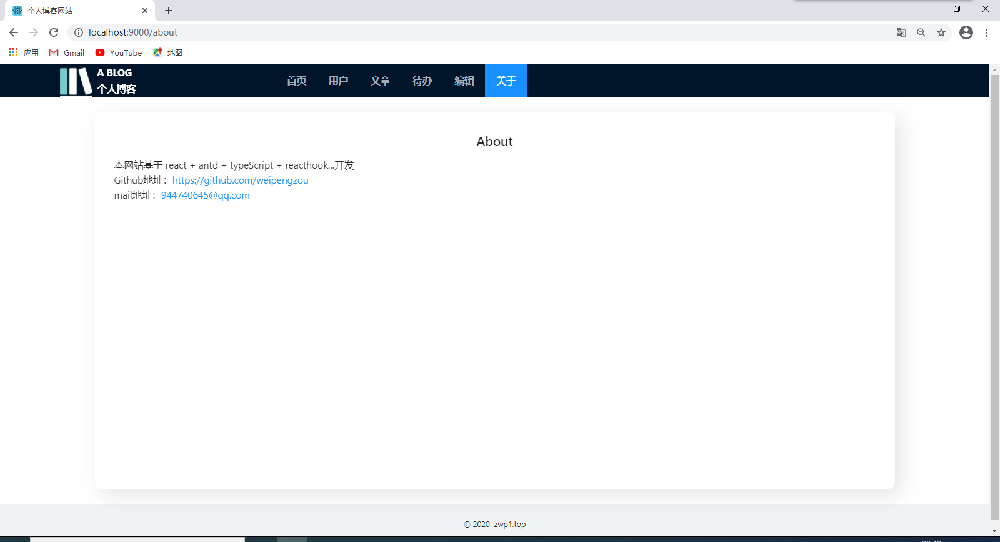 个人博客网站
localhost:9000/about
应用 Gmail YouTube 地图
A BLOG
个人博客
首页 用户 文章 待办 编辑 关于
About
本网站基于 react + antd + typeScript + reacthook...开发
Github地址：https://github.com/weipengzou
mail地址：944740645@qq.com
© 2020 zwp1.top